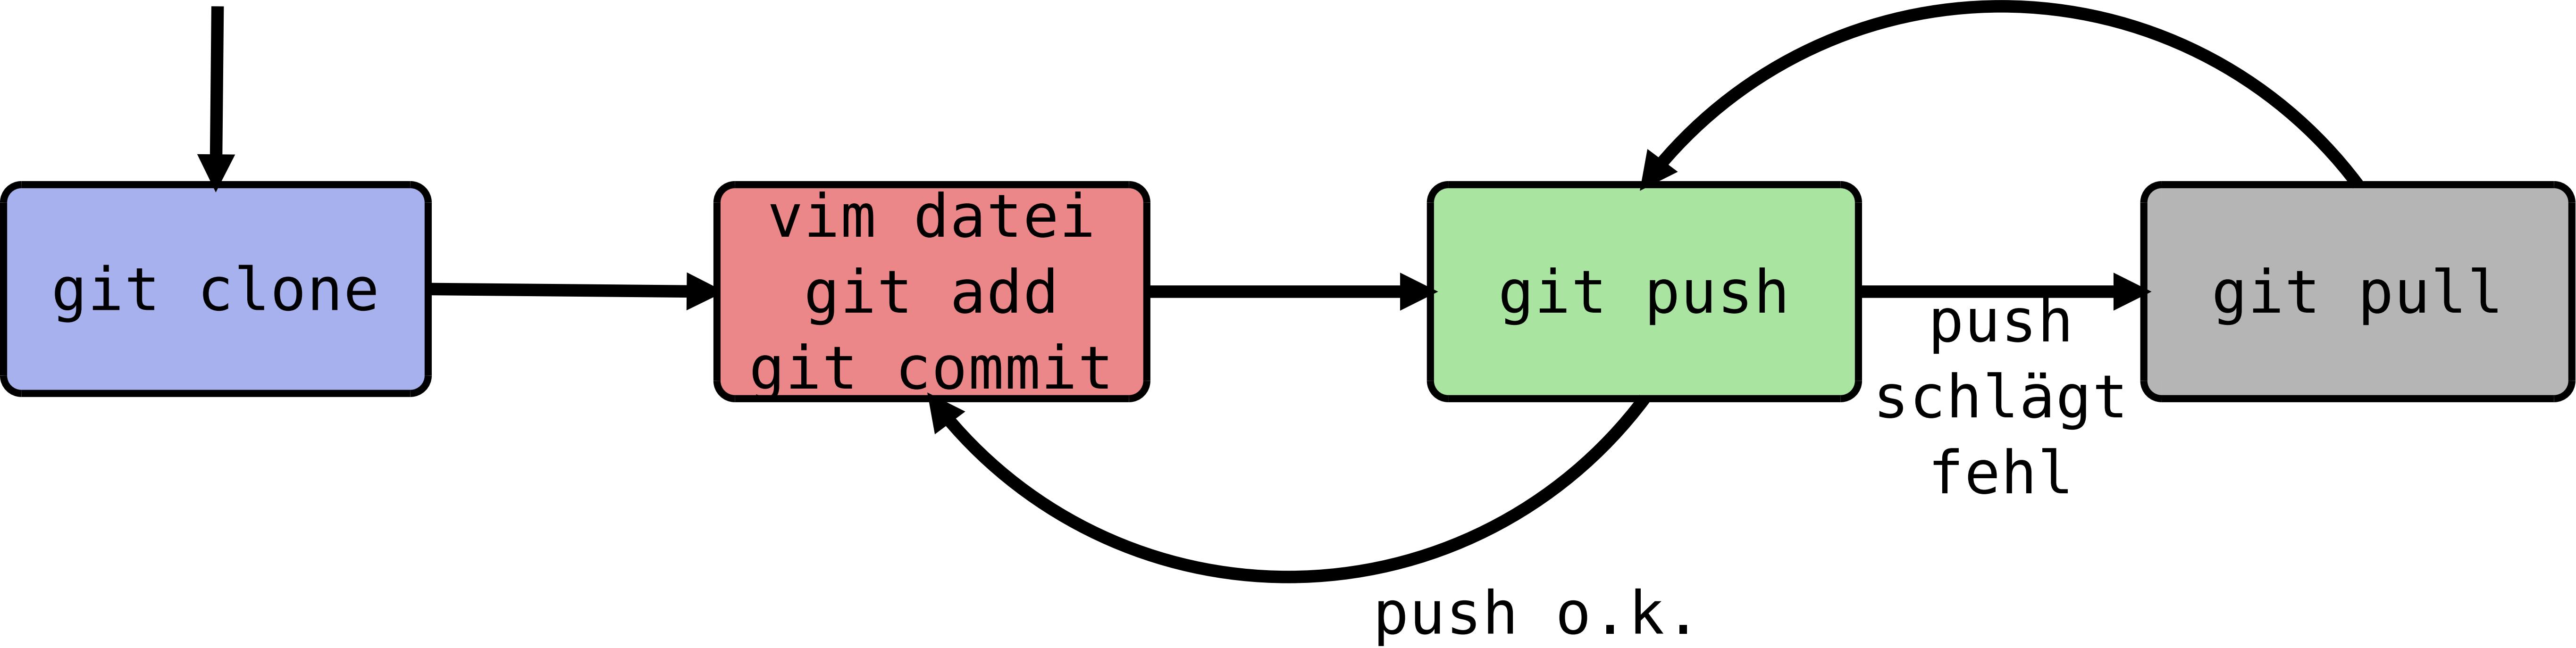 git clone
vim datei
git add
git commit
git push
push
schlägt
fehl
git pull
push o.k.